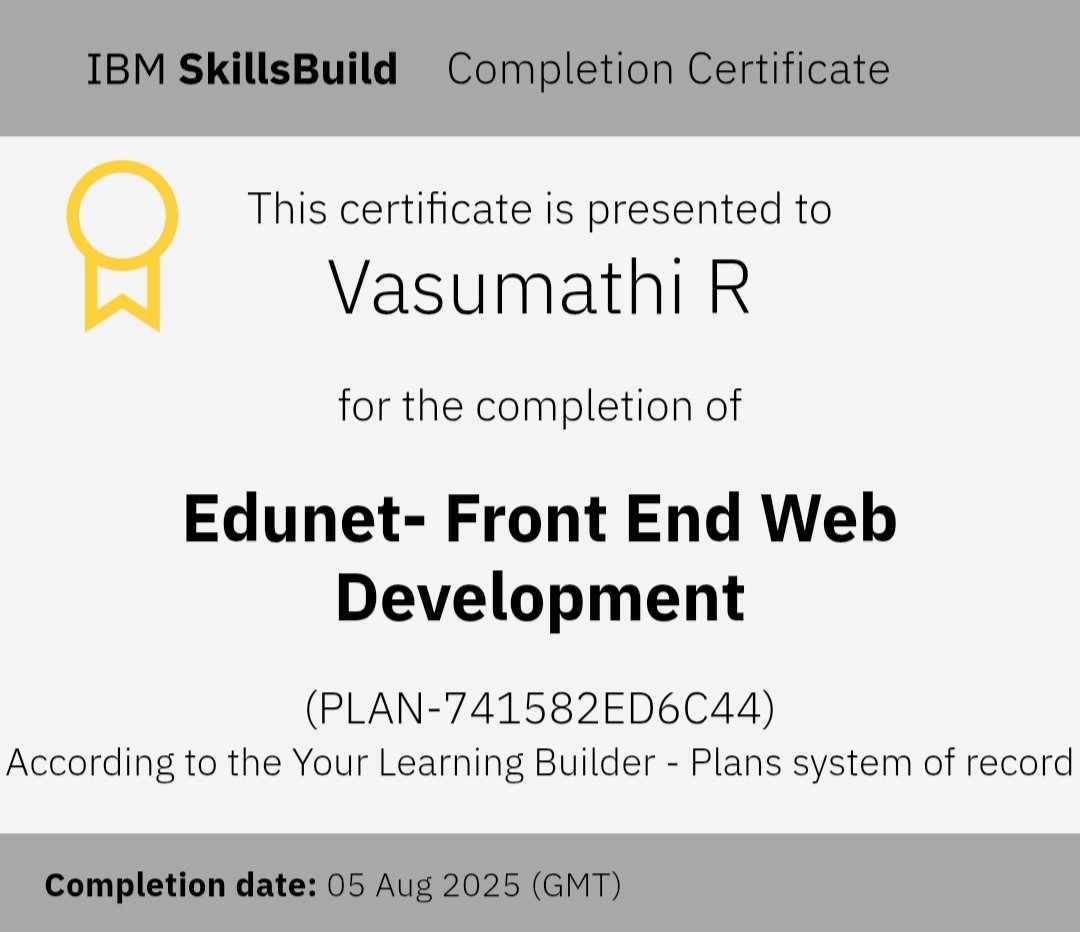 IBM SkillsBuild Completion Certificate
This certificate is presented to
Vasumathi R
for the completion of
Edunet- Front End Web
Development
(PLAN-741582ED6C44)
According to the Your Learning Builder - Plans system of record
Completion date: 05 Aug 2025 (GMT)